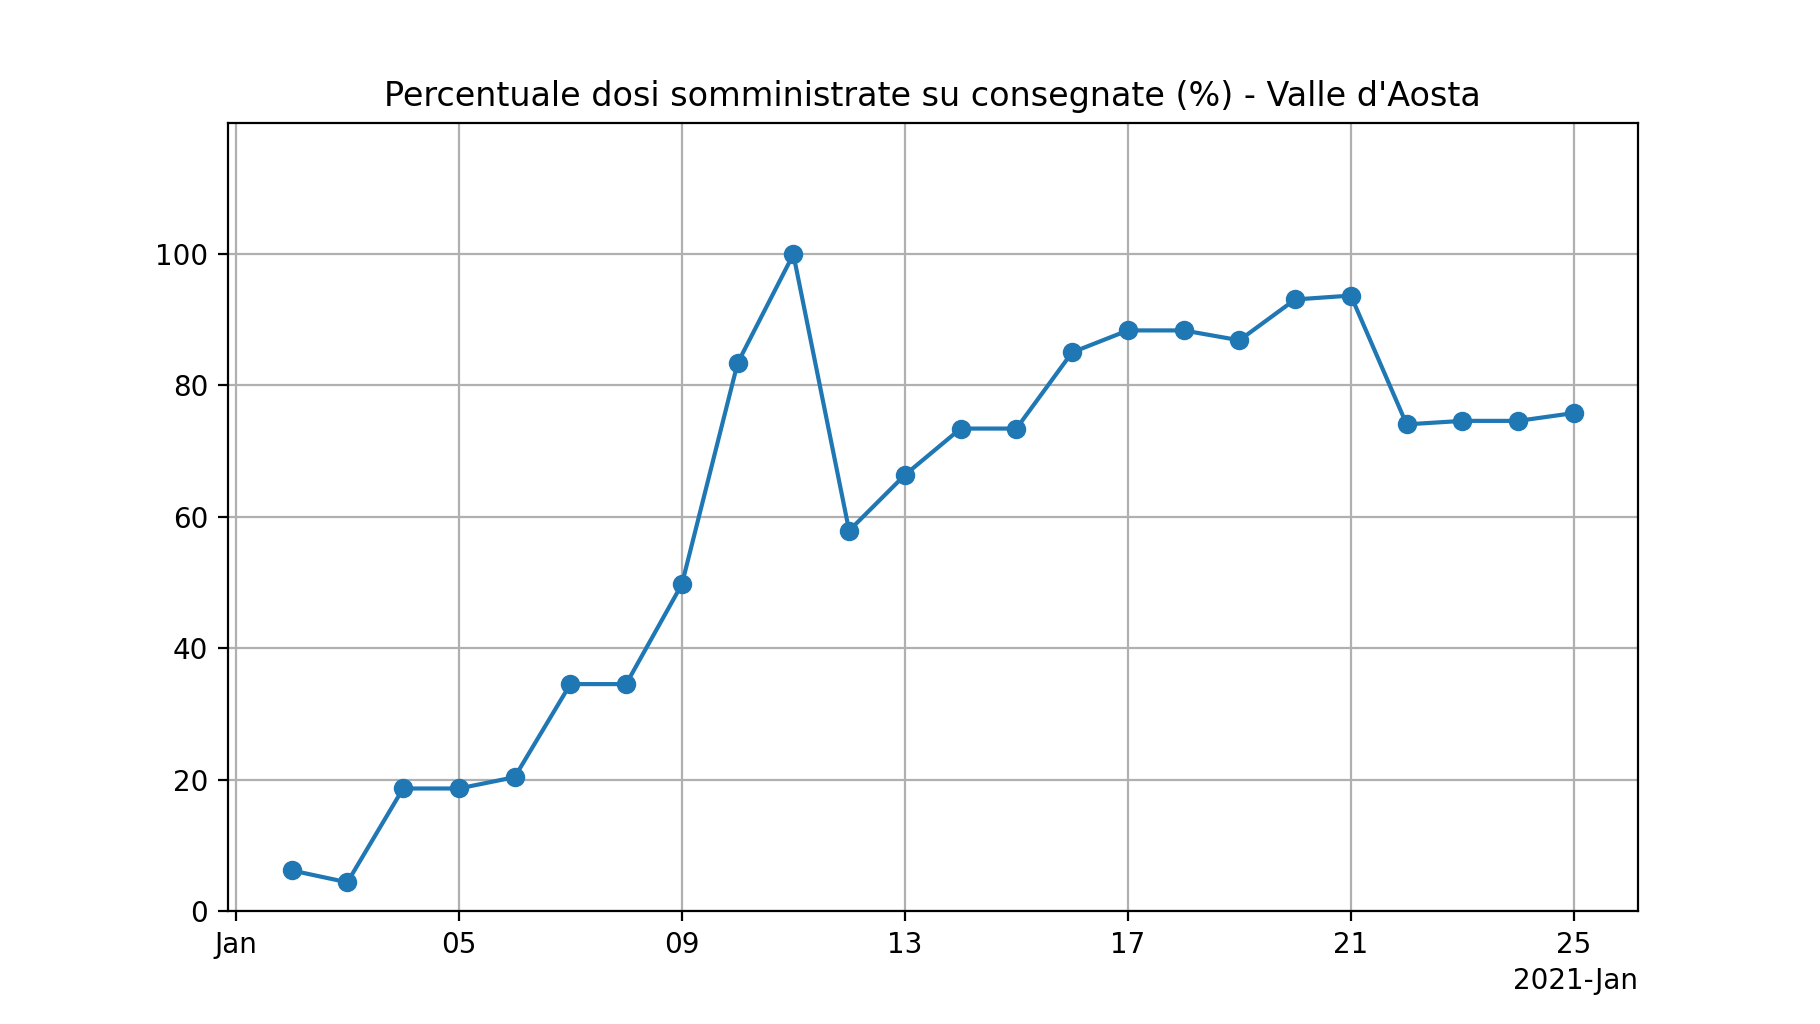 Percentuale dosi somministrate su consegnate (%) - Valle d'Aosta
100
80
60
40
20
0
Jan 05 09 13 17 21 25
2021-Jan